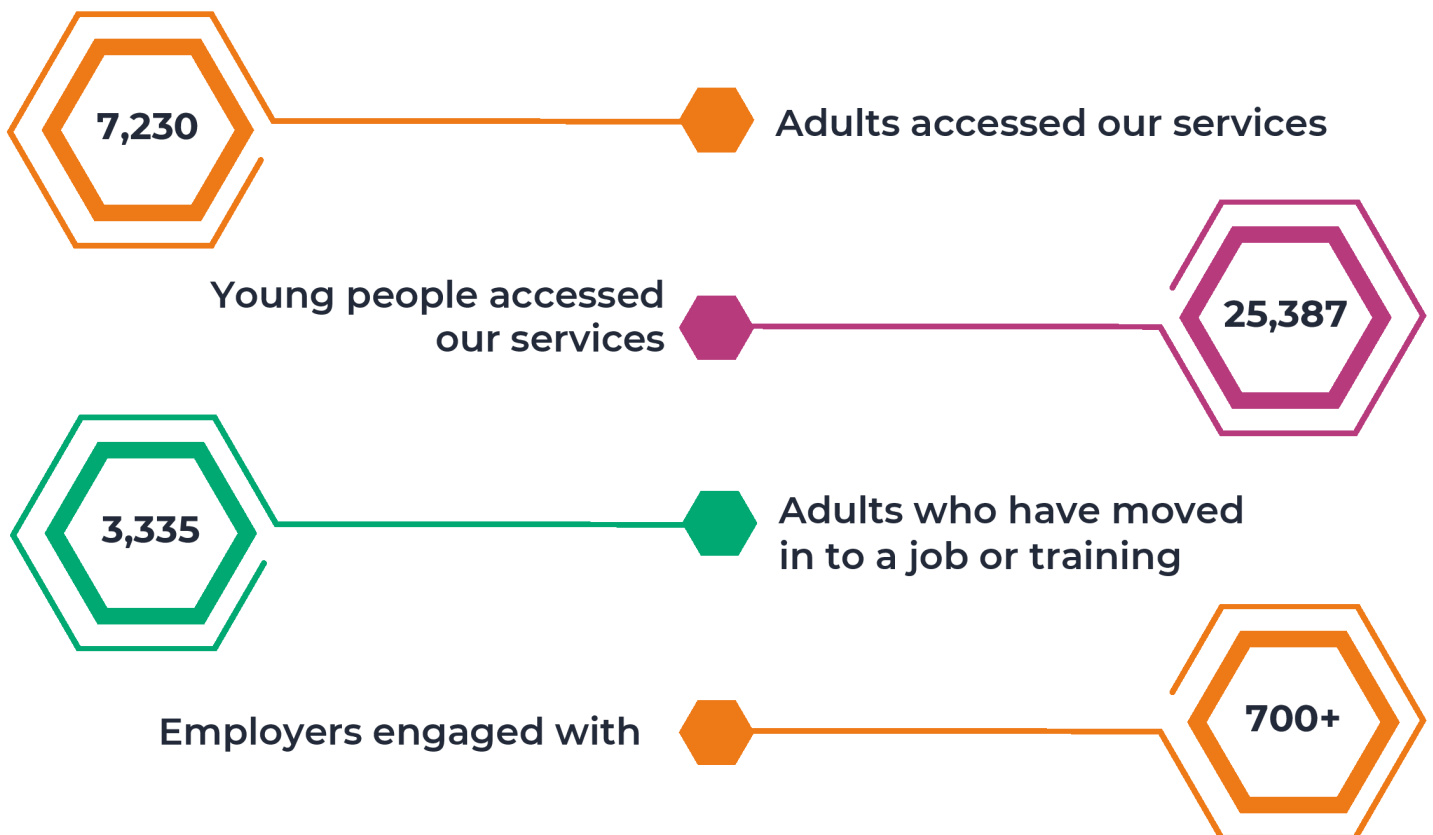 7,230
Adults accessed our services
Young people accessed
our services
25,387
3,335
Adults who have moved
in to a job or training
Employers engaged with
700+